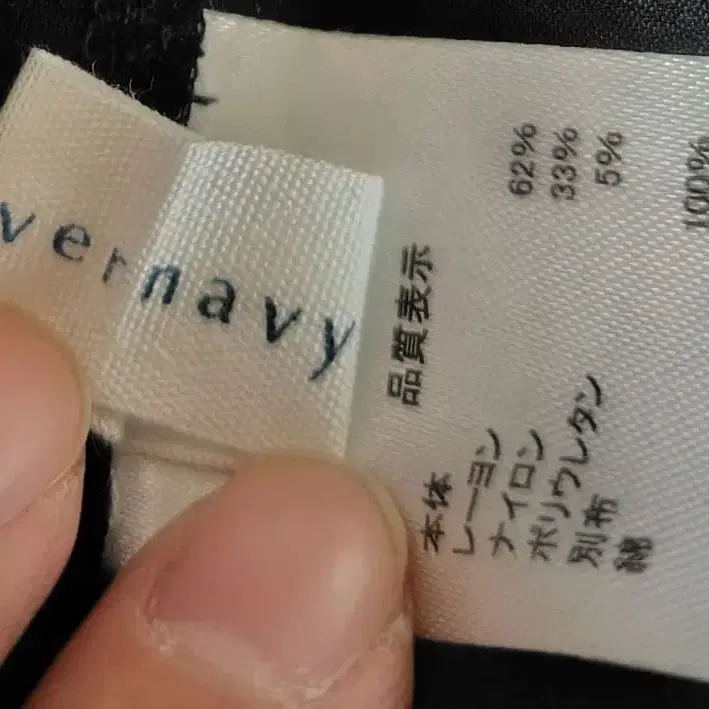 vernavy
品質表示
本体
レーヨン 62%
ナイロン 33%
ポリウレタン 5%
別布
綿 100%